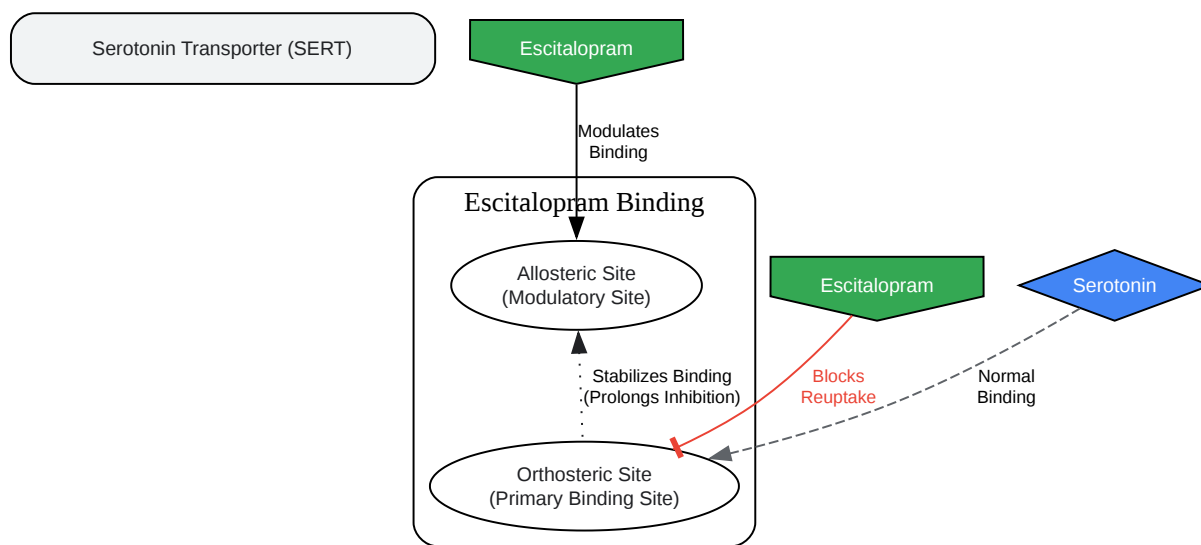 Serotonin Transporter (SERT)
Escitalopram
Modulates
Binding
Escitalopram Binding
Allosteric Site
(Modulatory Site)
Escitalopram
Serotonin
Stabilizes Binding
(Prolongs Inhibition)
Blocks
Reuptake
Normal
Binding
Orthosteric Site
(Primary Binding Site)